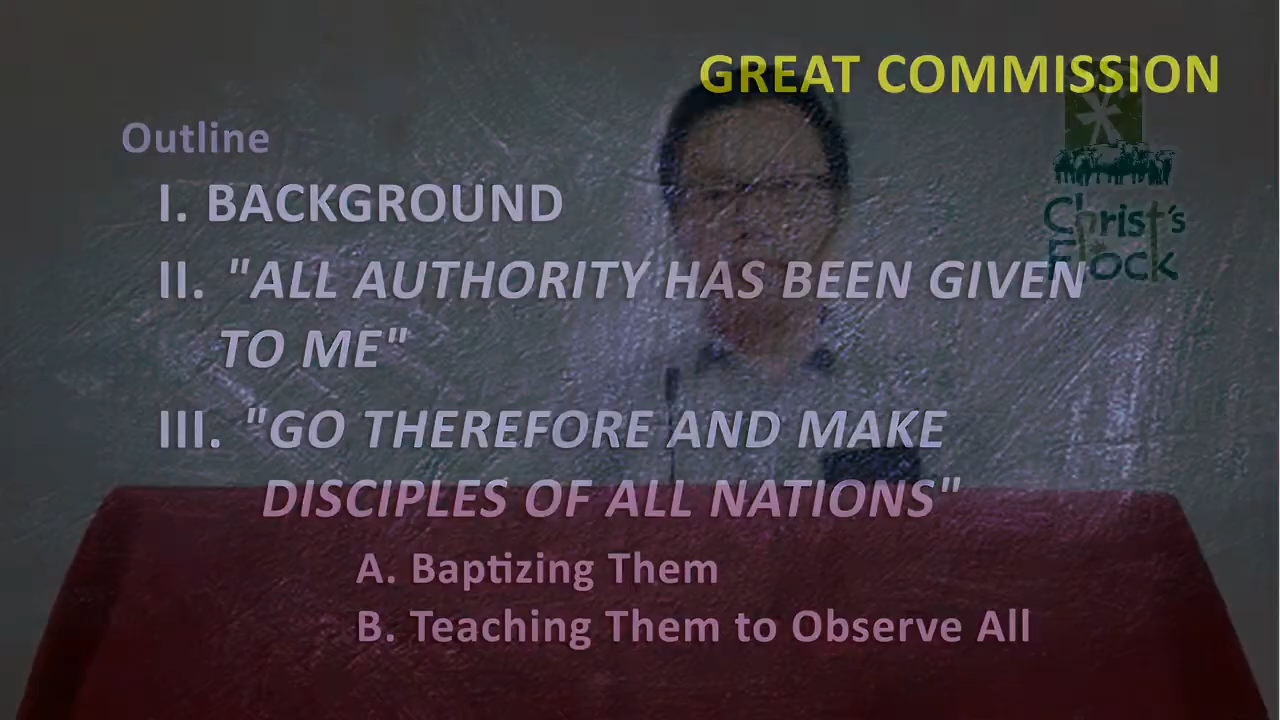 GREAT COMMISSION
Outline
I. BACKGROUND
II. "ALL AUTHORITY HAS BEEN GIVEN
TO ME"
III. "GO THEREFORE AND MAKE
DISCIPLES OF ALL NATIONS"
A. Baptizing Them
B. Teaching Them to Observe All
Christ's
Flock